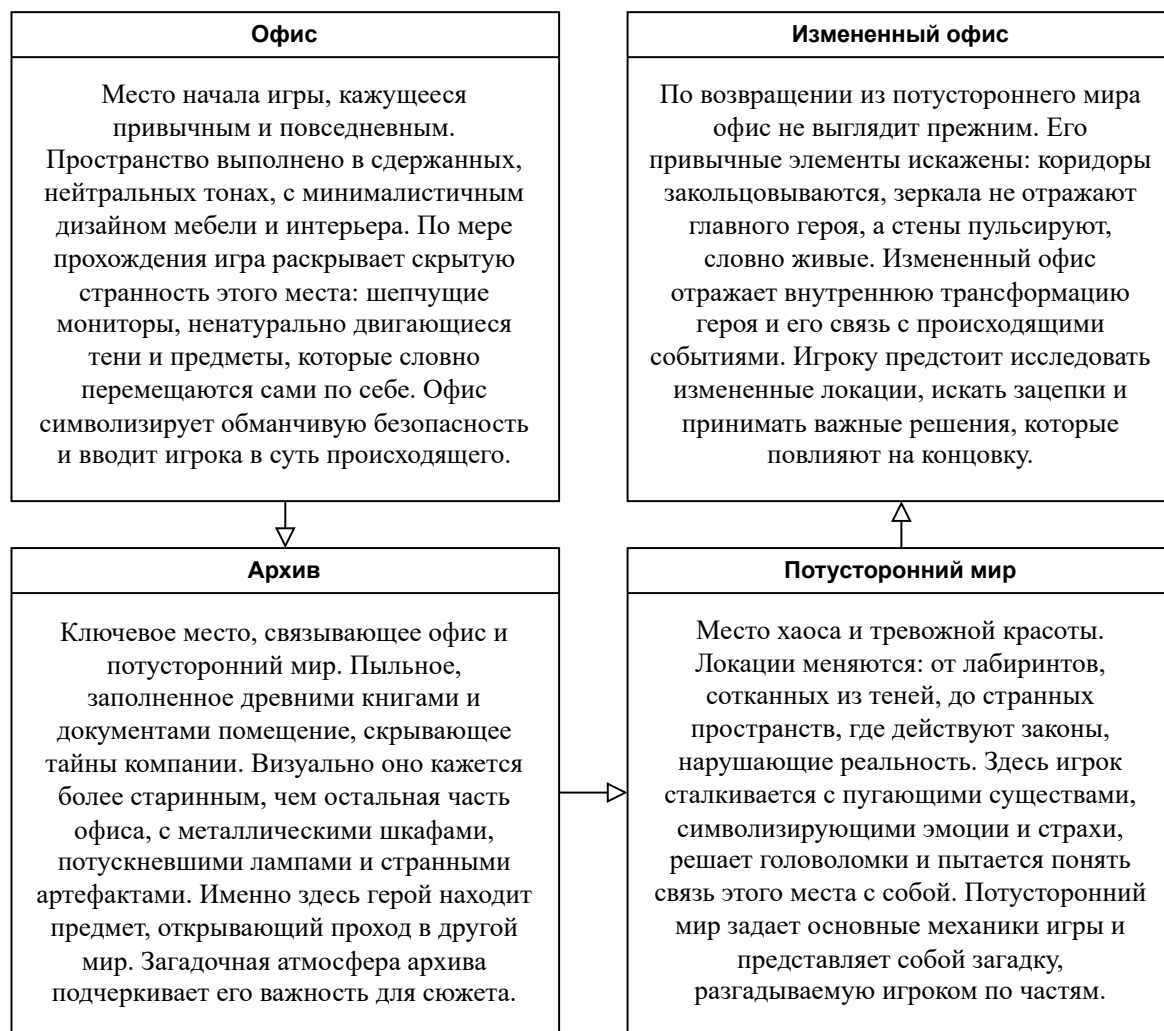 Офис
Место начала игры, кажущееся
привычным и повседневным.
Пространство выполнено в сдержанных,
нейтральных тонах, с минималистичным
дизайном мебели и интерьера. По мере
прохождения игра раскрывает скрытую
странность этого места: шепчущие
мониторы, ненатурально двигающиеся
тени и предметы, которые словно
перемещаются сами по себе. Офис
символизирует обманчивую безопасность
и вводит игрока в суть происходящего.
Архив
Ключевое место, связывающее офис и
потусторонний мир. Пыльное,
заполненное древними книгами и
документами помещение, скрывающее
тайны компании. Визуально оно кажется
более старинным, чем остальная часть
офиса, с металлическими шкафами,
потускневшими лампами и странными
артефактами. Именно здесь герой находит
предмет, открывающий проход в другой
мир. Загадочная атмосфера архива
подчеркивает его важность для сюжета.
Потусторонний мир
Место хаоса и тревожной красоты.
Локации меняются: от лабиринтов,
сотканных из теней, до странных
пространств, где действуют законы,
нарушающие реальность. Здесь игрок
сталкивается с пугающими существами,
символизирующими эмоции и страхи,
решает головоломки и пытается понять
связь этого места с собой. Потусторонний
мир задает основные механики игры и
представляет собой загадку,
разгадываемую игроком по частям.
Измененный офис
По возвращении из потустороннего мира
офис не выглядит прежним. Его
привычные элементы искажены: коридоры
закольцовываются, зеркала не отражают
главного героя, а стены пульсируют,
словно живые. Измененный офис
отражает внутреннюю трансформацию
героя и его связь с происходящими
событиями. Игроку предстоит исследовать
измененные локации, искать зацепки и
принимать важные решения, которые
повлияют на концовку.